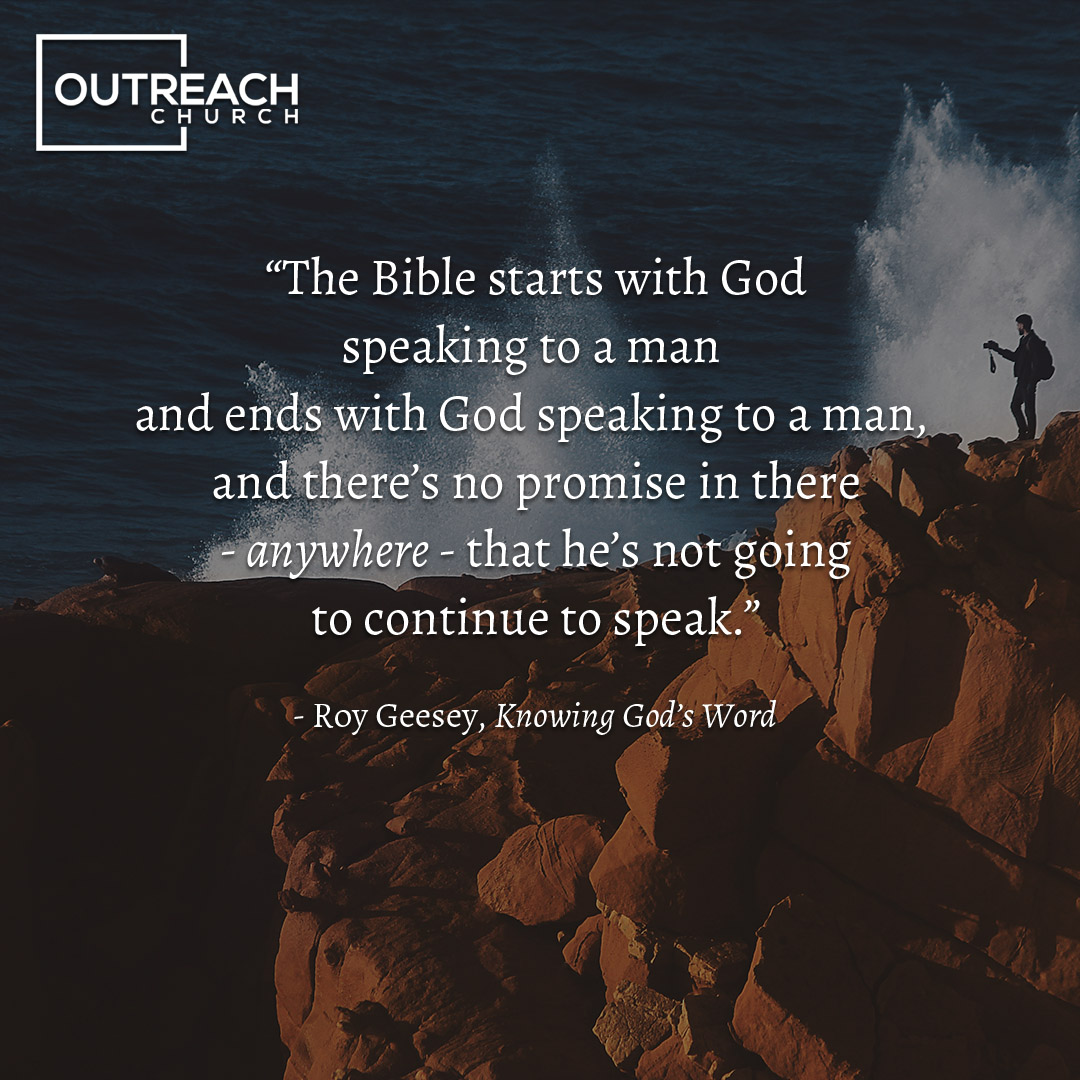 OUTREACH
CHURCH
“The Bible starts with God
speaking to a man
and ends with God speaking to a man,
and there’s no promise in there
- anywhere - that he’s not going
to continue to speak.”
- Roy Geesey, Knowing God’s Word